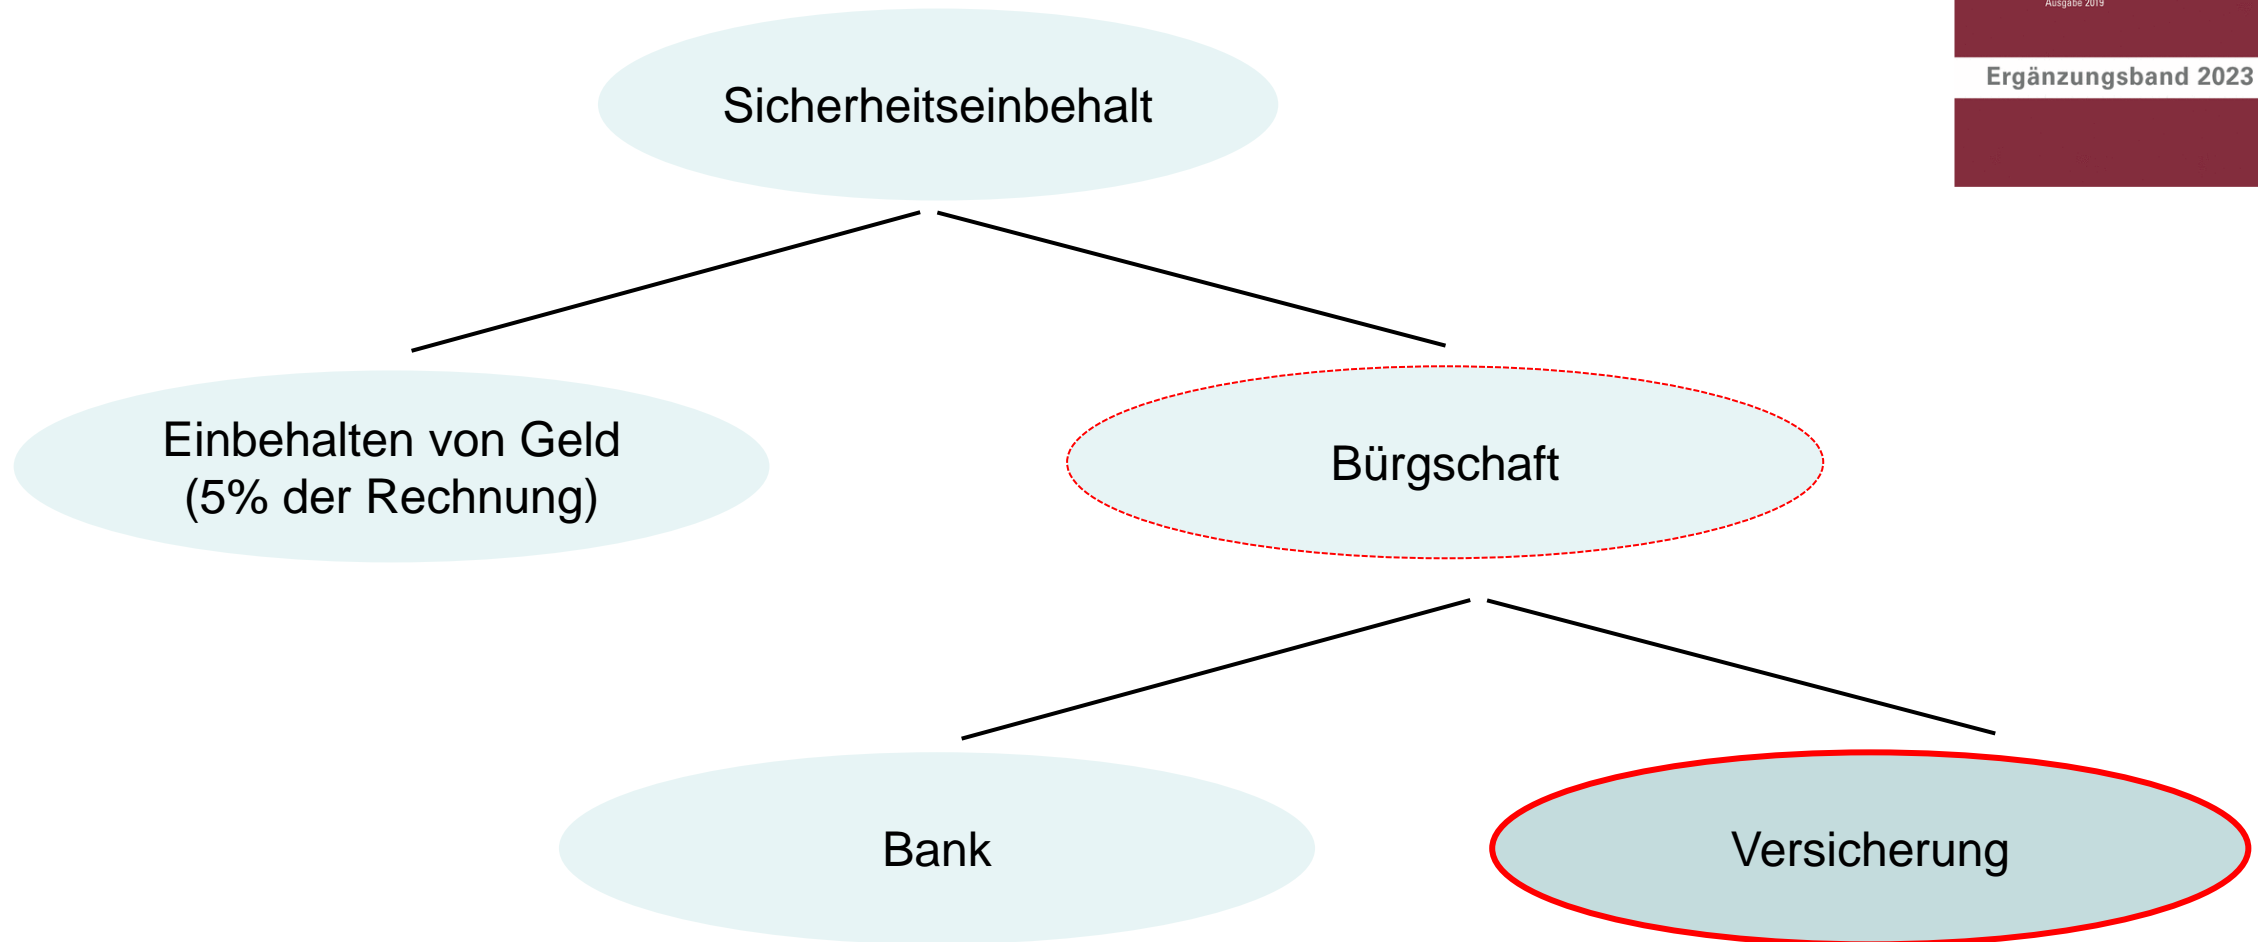 Ausgabe 2019
Ergänzungsband 2023
Sicherheitseinbehalt
Einbehalten von Geld
(5% der Rechnung)
Bürgschaft
Bank
Versicherung